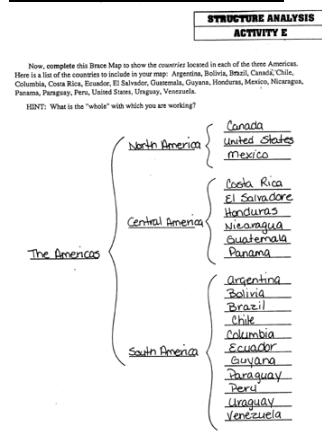 STRUCTURE ANALYSIS
ACTIVITY E
Now, complete this Brace Map to show the countries located in each of the three Americas.
Here is a list of the countries to include in your map: Argentina, Bolivia, Brazil, Canada, Chile,
Columbia, Costa Rica, Ecuador, El Salvador, Guatemala, Guyana, Honduras, Mexico, Nicaragua,
Panama, Paraguay, Peru, United States, Uraguay, Venezuela.
HINT: What is the "whole" with which you are working?
Canada
North America
United States
Mexico
Costa Rica
El Salvadore
Honduras
Central America
Nicaragua
Guatemala
Panama
The Americas
Argentina
Bolivia
Brazil
Chile
Columbia
South America
Ecuador
Guyana
Paraguay
Peru
Uraguay
Venezuela